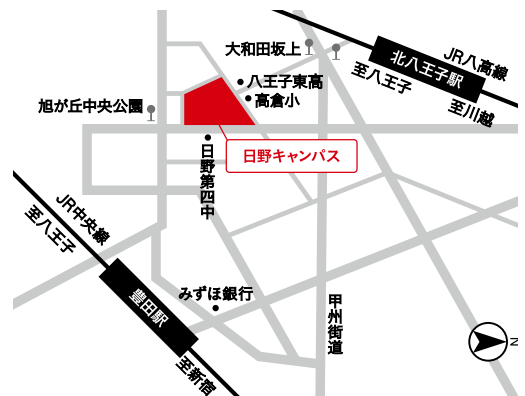 大和田坂上
JR八高線
北八王子駅
至八王子
至川越
八王子東高
高倉小
旭が丘中央公園
日野キャンパス
日野第四中
JR中央線
至八王子
豊田駅
みずほ銀行
甲州街道
至新宿
N